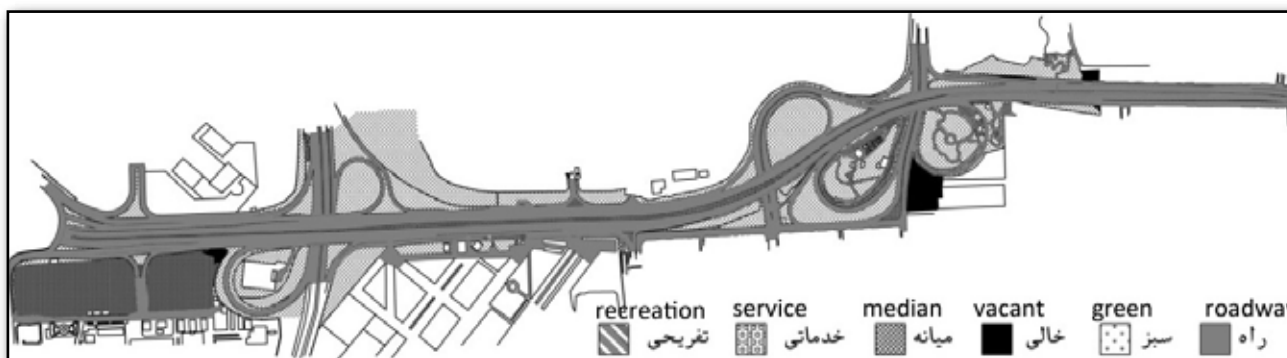 recreation service median vacant green roadwa
تفریحی خدماتی میانه خالی سبز راه